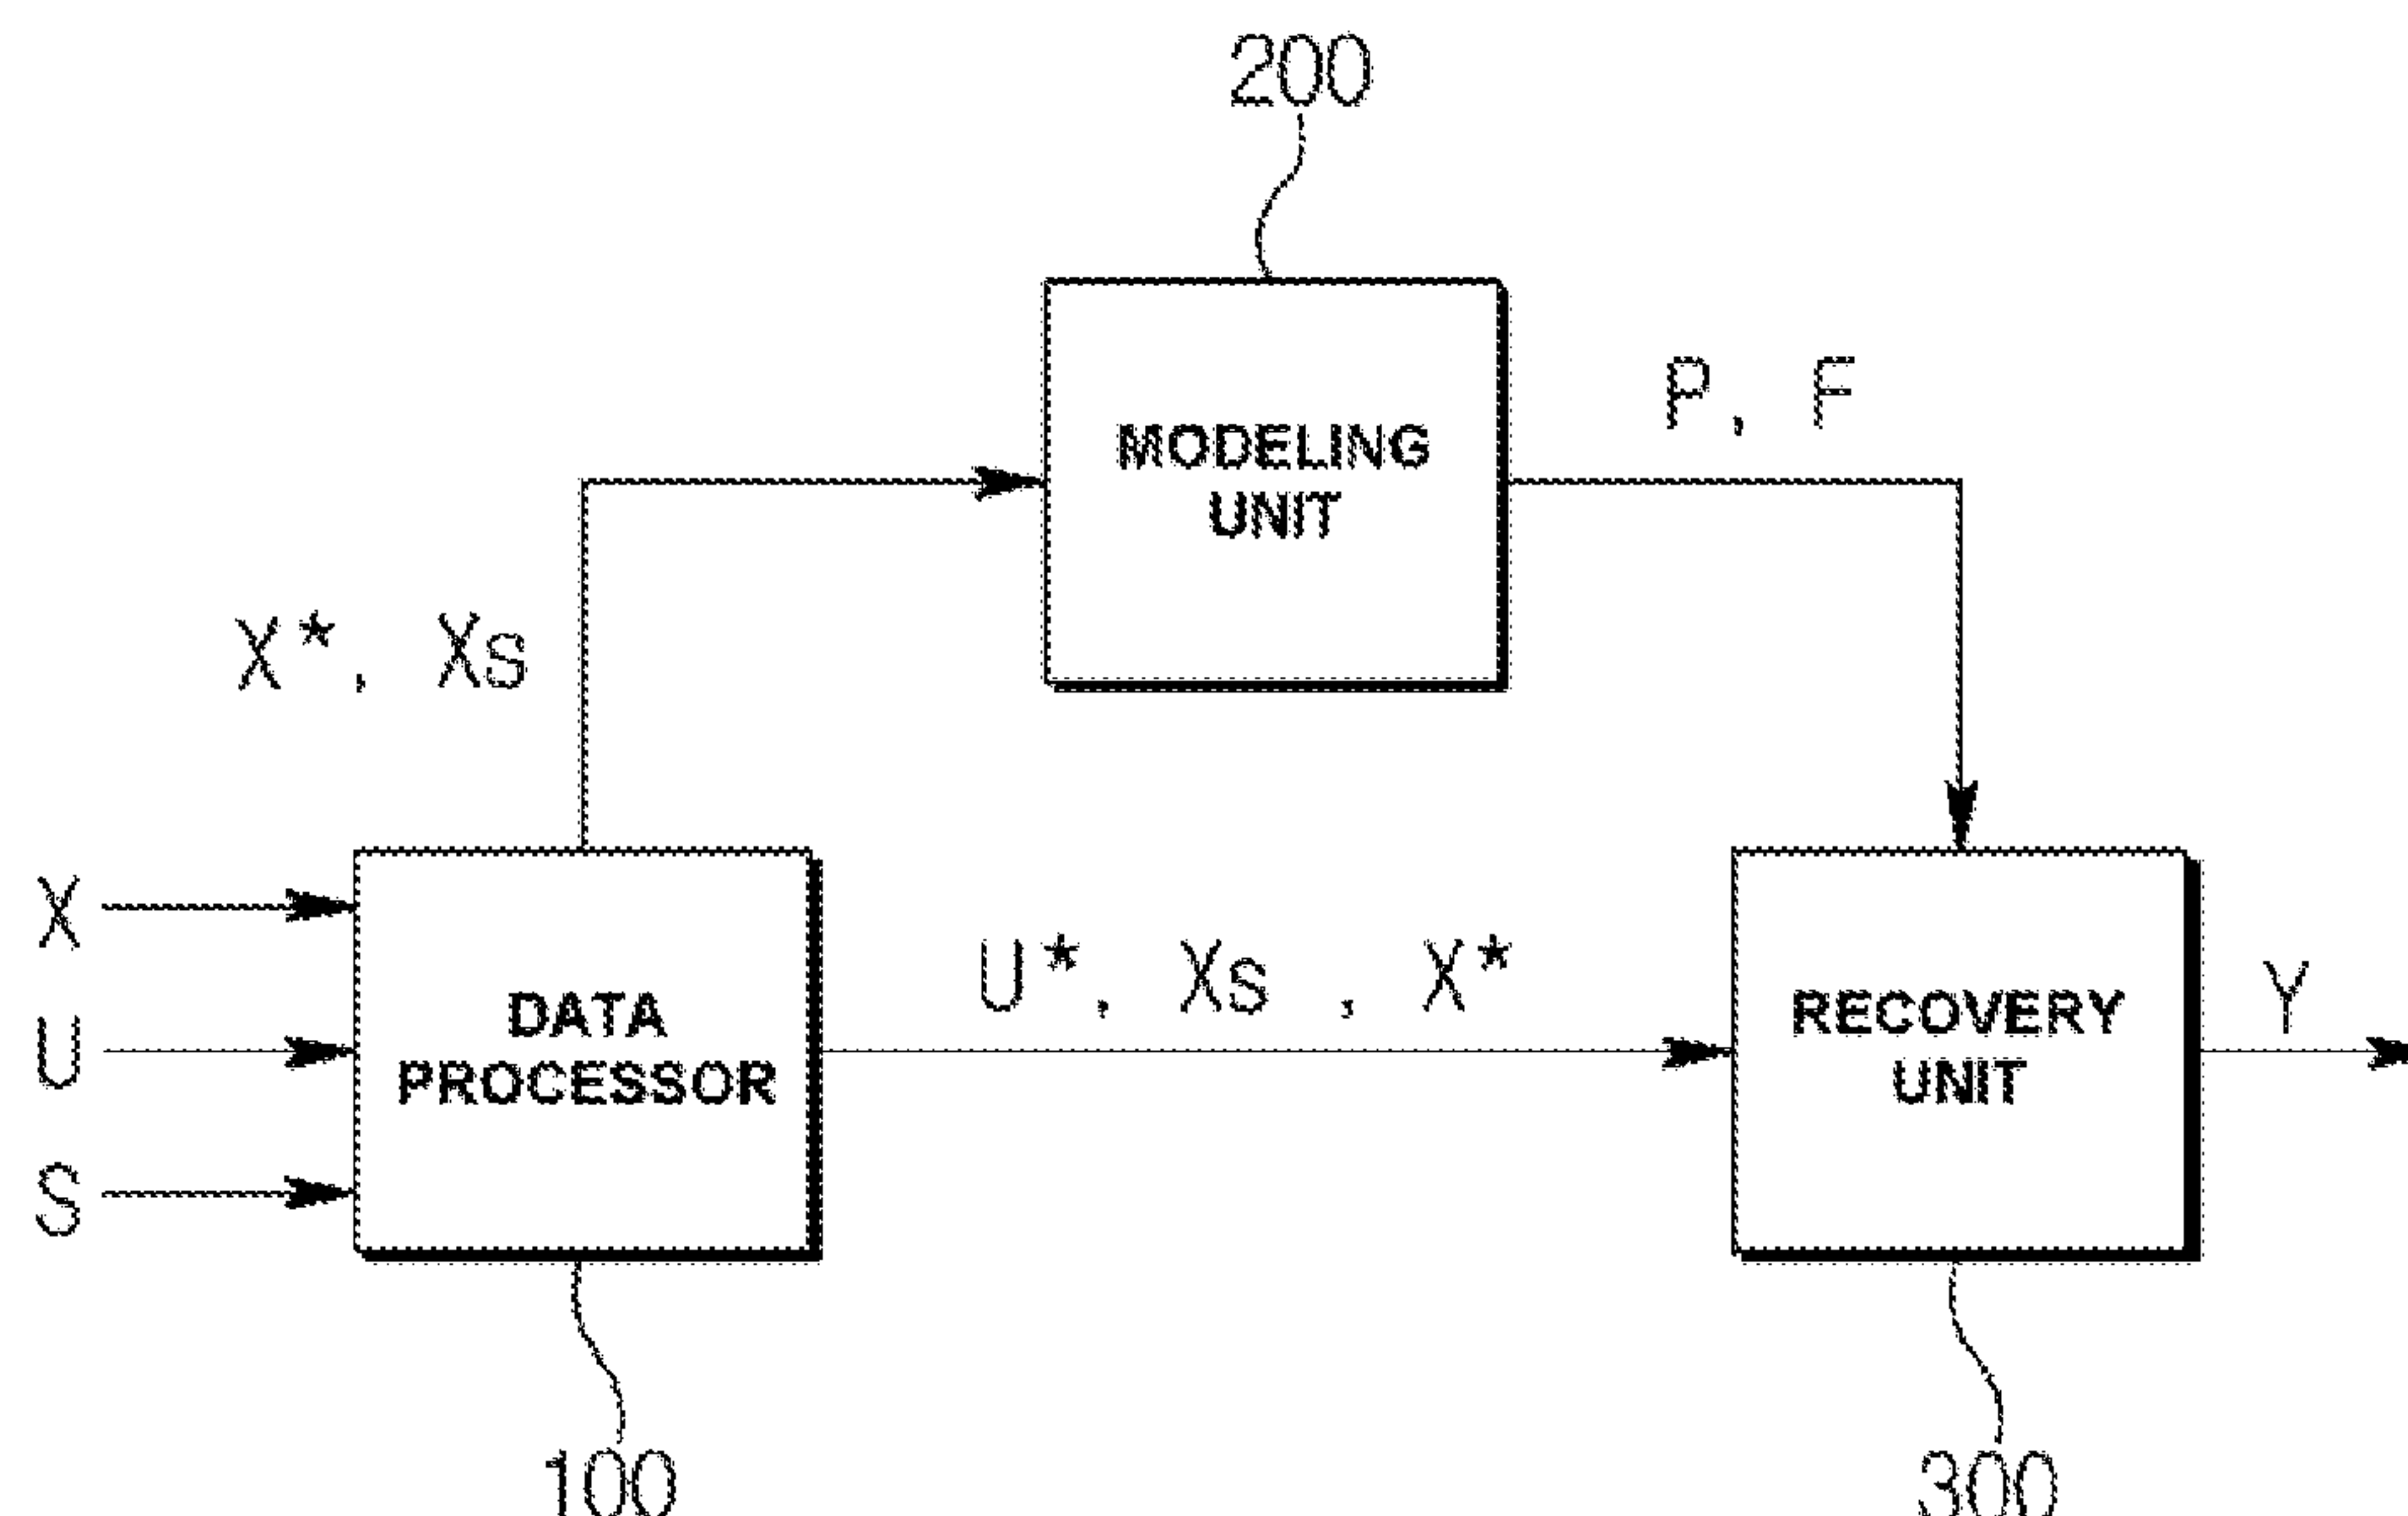 200
MODELING
UNIT
P, F
X*, Xs
X
U
S
DATA
PROCESSOR
U*, Xs , X*
RECOVERY
UNIT
Y
100
300